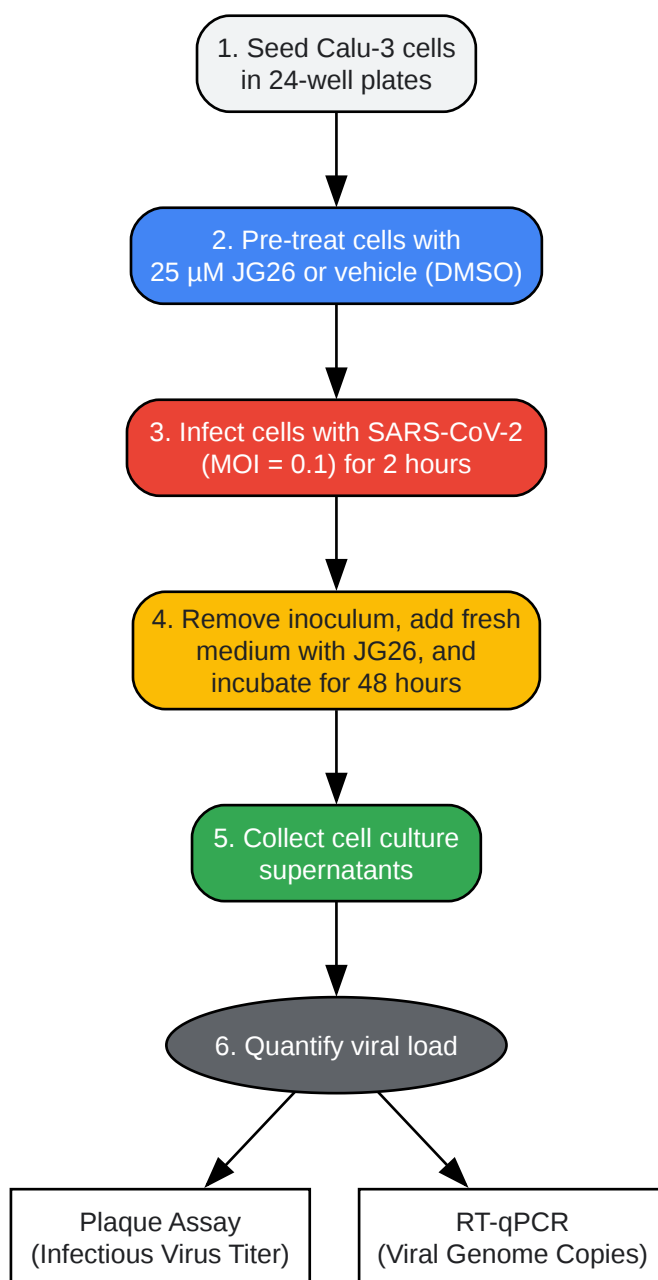 1. Seed Calu-3 cells
in 24-well plates
2. Pre-treat cells with
25 µM JG26 or vehicle (DMSO)
3. Infect cells with SARS-CoV-2
(MOI = 0.1) for 2 hours
4. Remove inoculum, add fresh
medium with JG26, and
incubate for 48 hours
5. Collect cell culture
supernatants
6. Quantify viral load
Plaque Assay
(Infectious Virus Titer)
RT-qPCR
(Viral Genome Copies)